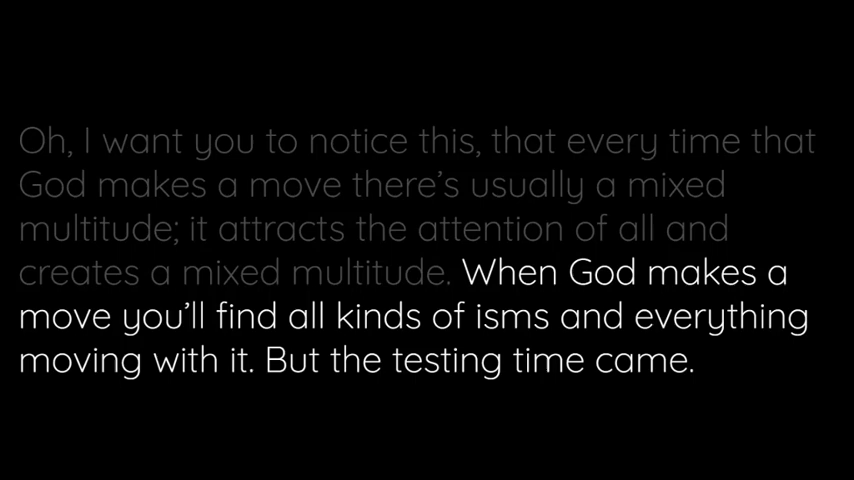 Oh, I want you to notice this, that every time that
God makes a move there’s usually a mixed
multitude; it attracts the attention of all and
creates a mixed multitude. When God makes a
move you’ll find all kinds of isms and everything
moving with it. But the testing time came.